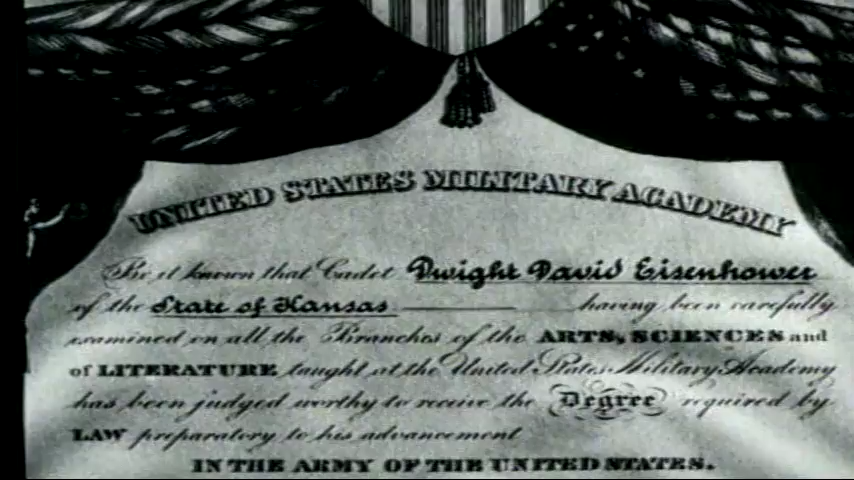 UNITED STATES MILITARY ACADEMY
Be it known that Cadet Dwight David Eisenhower
of the State of Kansas having been carefully
examined on all the Branches of the ARTS, SCIENCES and
of LITERATURE taught at the United States Military Academy
has been judged worthy to receive the Degree required by
LAW preparatory to his advancement
IN THE ARMY OF THE UNITED STATES.